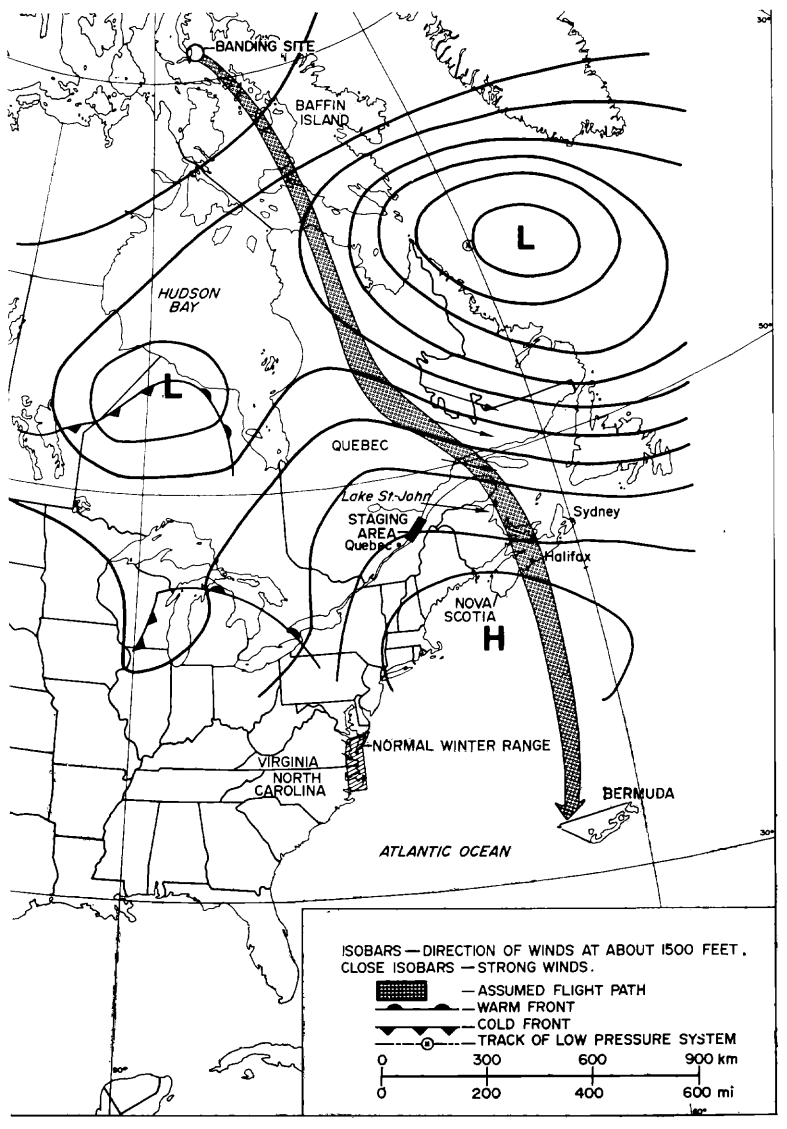 30°
BANDING SITE
BAFFIN
ISLAND
L
HUDSON
BAY
50°
L
QUEBEC
Lake St.-John
STAGING
AREA
Quebec
Sydney
Halifax
NOVA
SCOTIA
H
NORMAL WINTER RANGE
VIRGINIA
NORTH
CAROLINA
BERMUDA
30°
ATLANTIC OCEAN
ISOBARS — DIRECTION OF WINDS AT ABOUT 1500 FEET.
CLOSE ISOBARS — STRONG WINDS.
— ASSUMED FLIGHT PATH
— WARM FRONT
— COLD FRONT
— TRACK OF LOW PRESSURE SYSTEM
0 300 600 900 km
0 200 400 600 mi